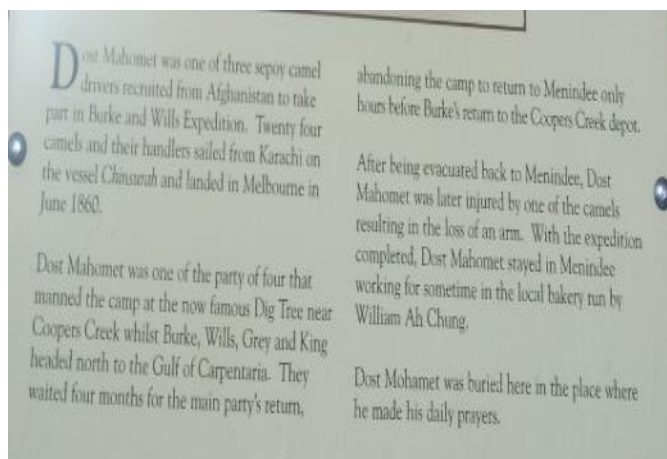 Dost Mahomet was one of three sepoy camel
drivers recruited from Afghanistan to take
part in Burke and Wills Expedition. Twenty four
camels and their handlers sailed from Karachi on
the vessel Chinsurah and landed in Melbourne in
June 1860.
Dost Mahomet was one of the party of four that
manned the camp at the now famous Dig Tree near
Coopers Creek whilst Burke, Wills, Grey and King
headed north to the Gulf of Carpentaria. They
waited four months for the main party's return,
abandoning the camp to return to Menindee only
hours before Burke's return to the Coopers Creek depot.
After being evacuated back to Menindee, Dost
Mahomet was later injured by one of the camels
resulting in the loss of an arm. With the expedition
completed, Dost Mahomet stayed in Menindee
working for sometime in the local bakery run by
William Ah Chung.
Dost Mohamet was buried here in the place where
he made his daily prayers.